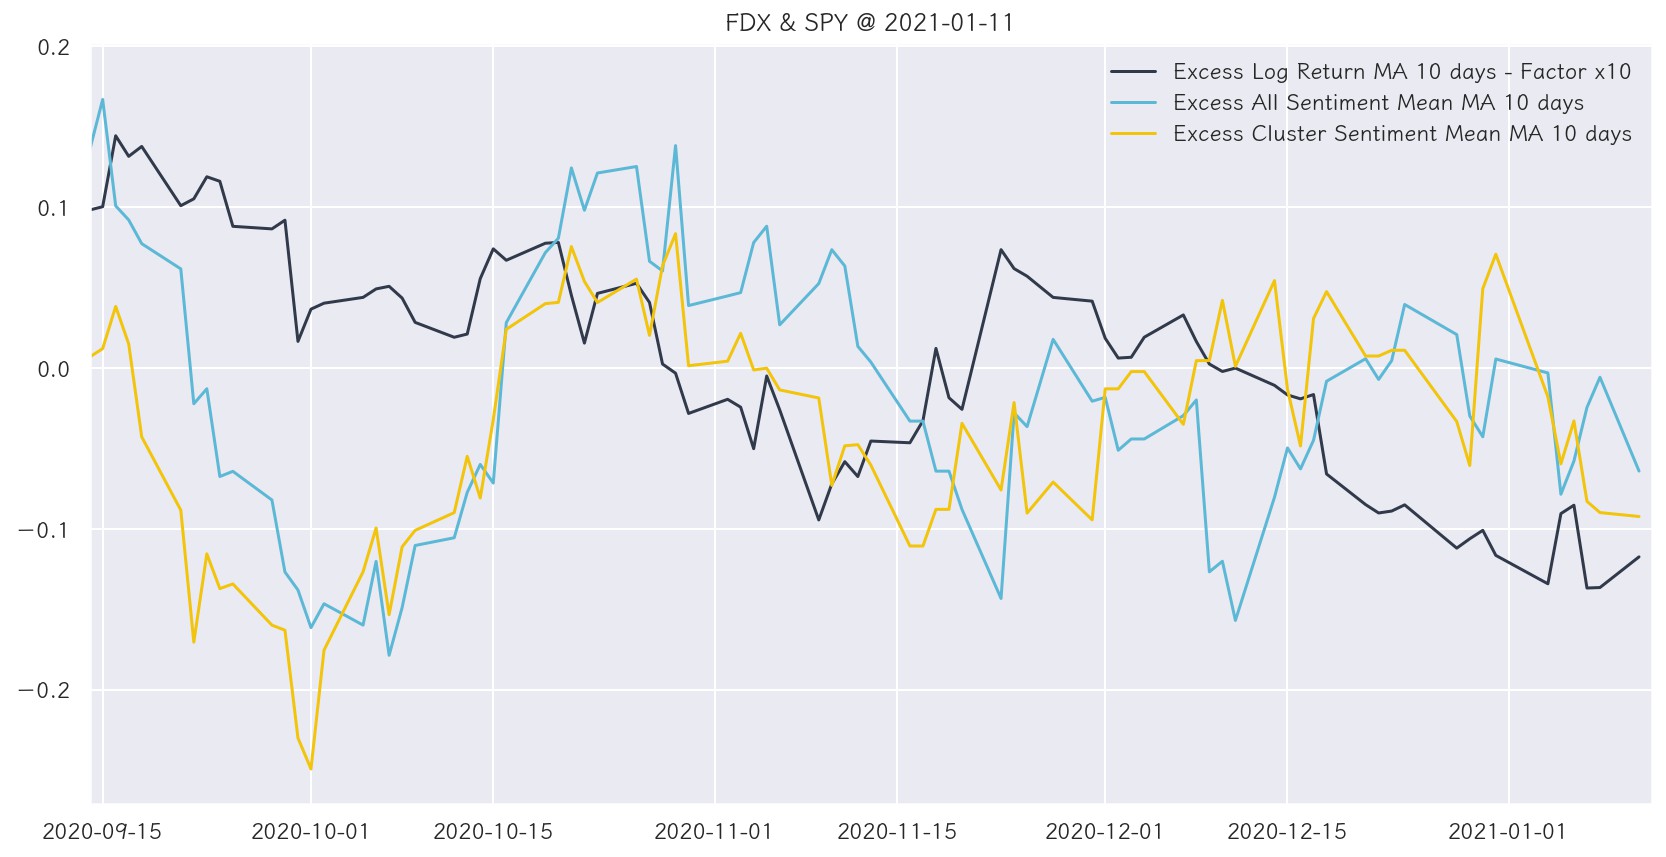 FDX & SPY @ 2021-01-11
Excess Log Return MA 10 days - Factor x10
Excess All Sentiment Mean MA 10 days
Excess Cluster Sentiment Mean MA 10 days
0.2
0.1
0.0
−0.1
−0.2
2020-09-15 2020-10-01 2020-10-15 2020-11-01 2020-11-15 2020-12-01 2020-12-15 2021-01-01